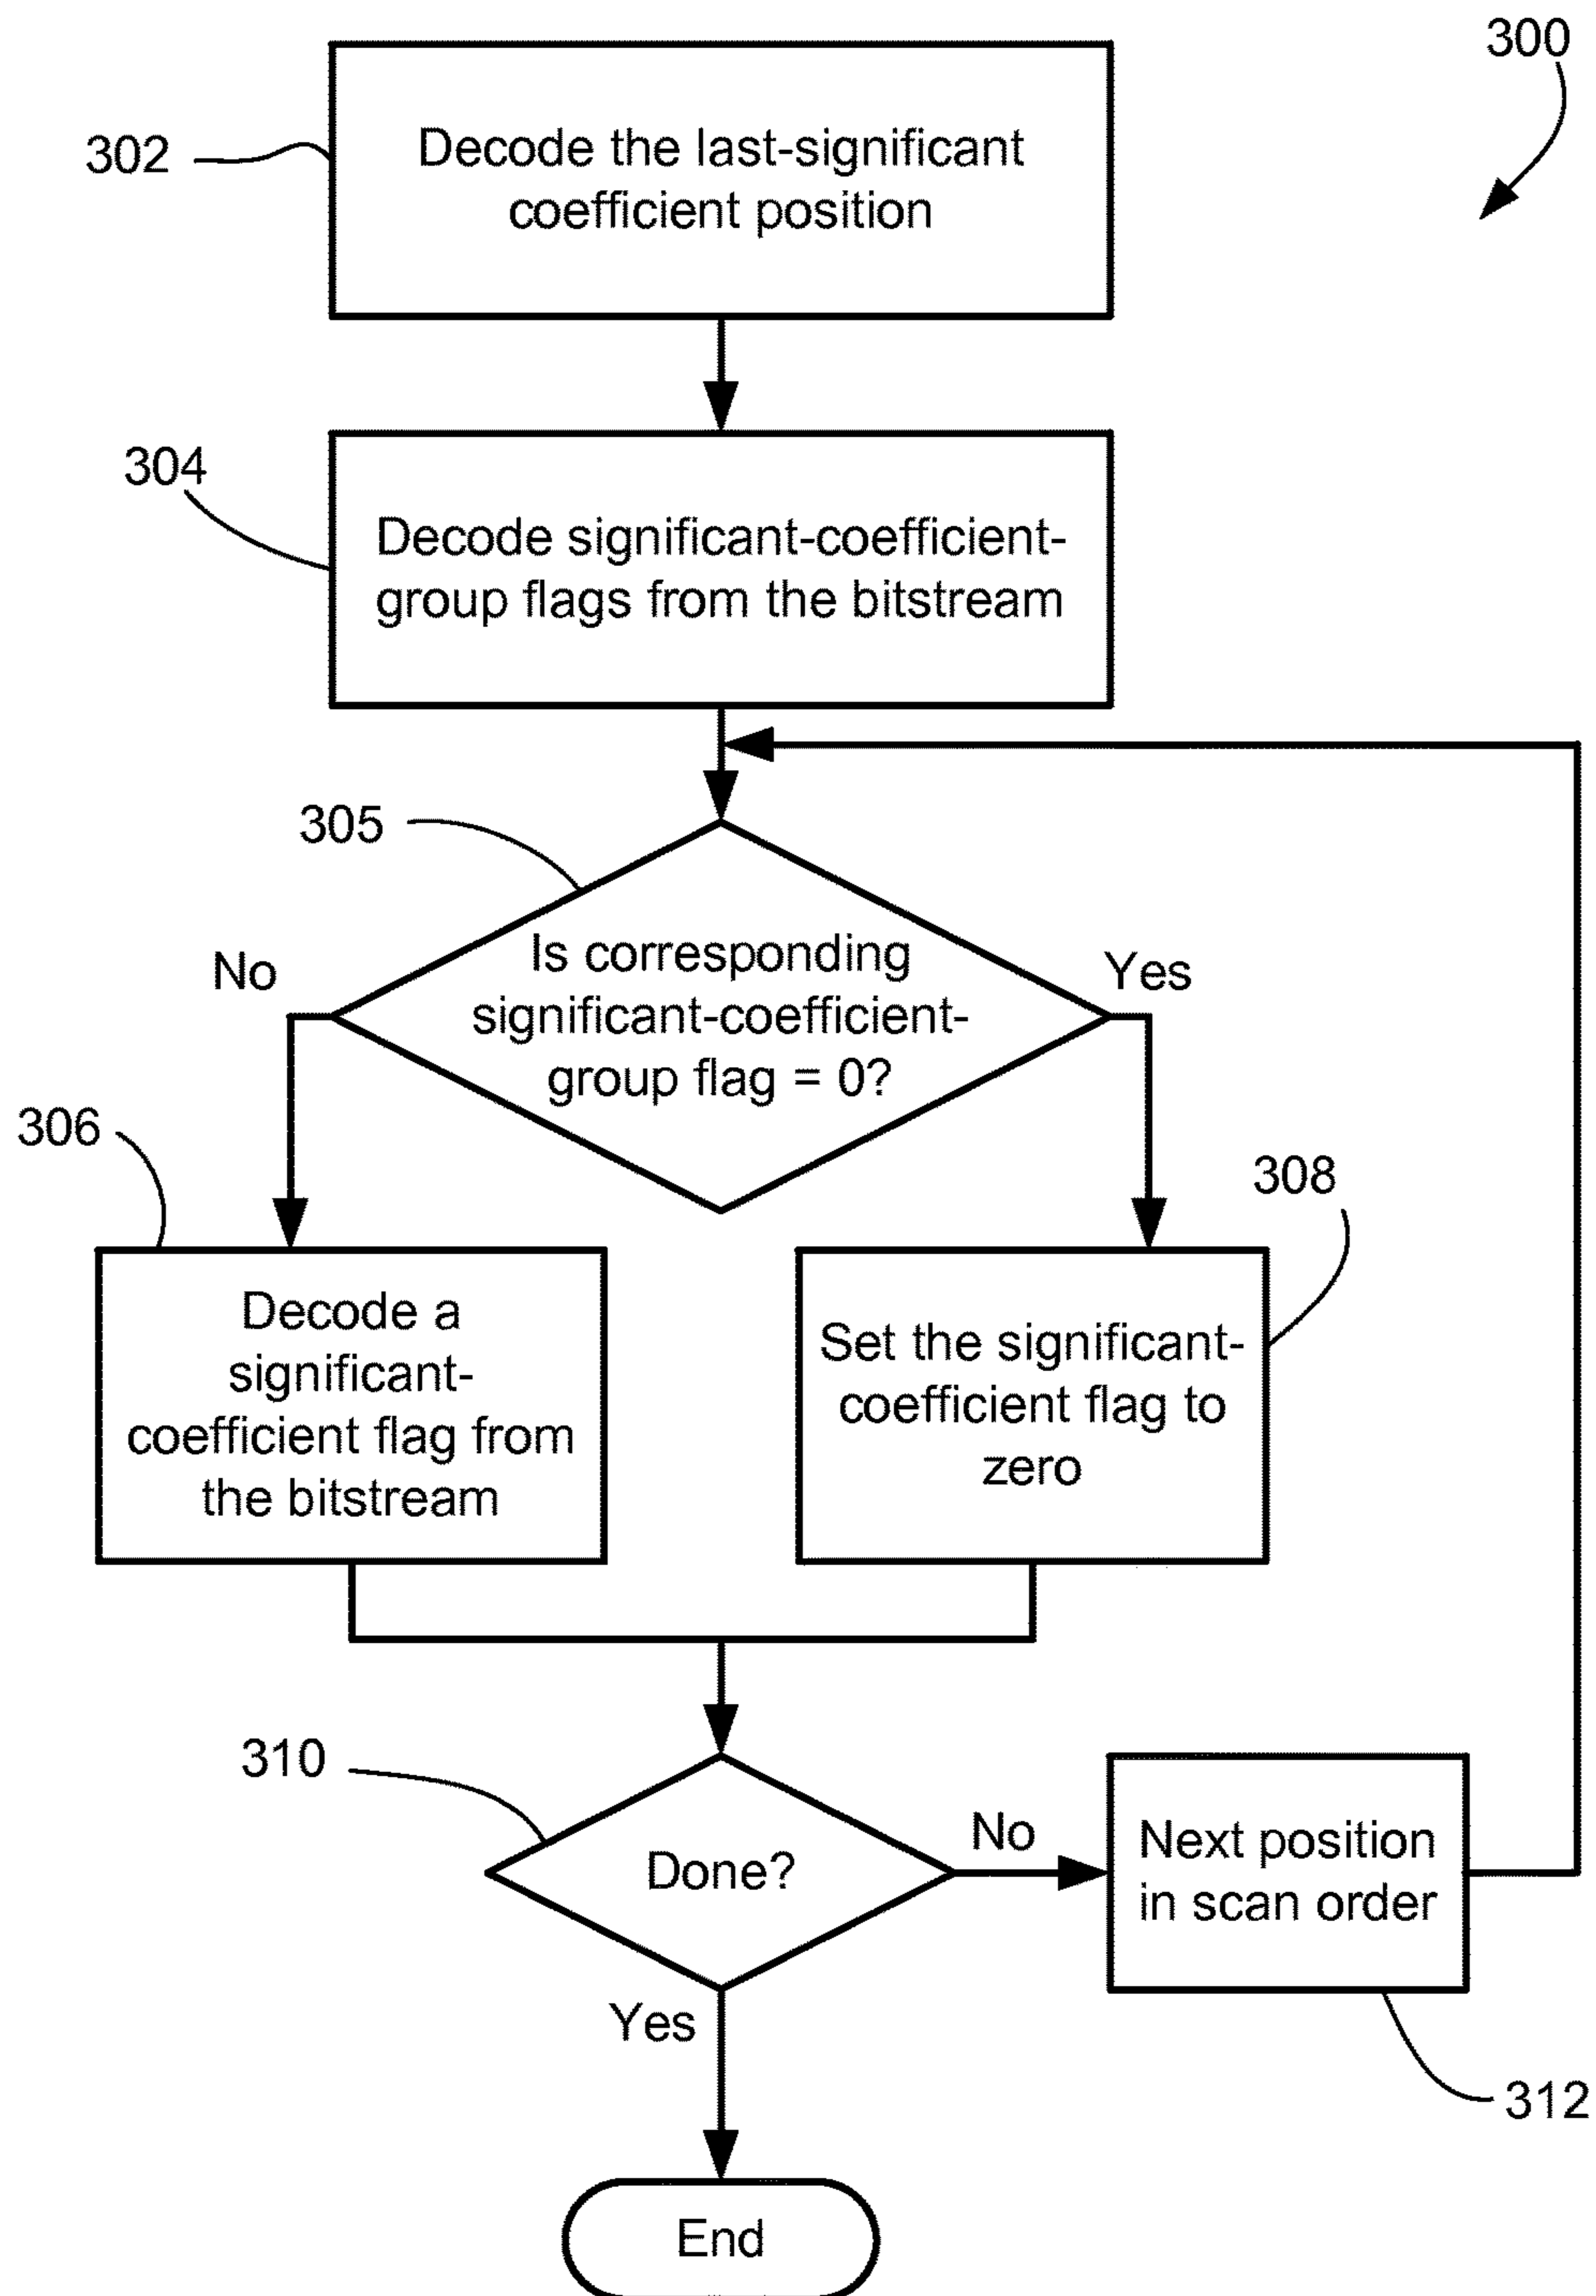 300
302
Decode the last-significant
coefficient position
304
Decode significant-coefficient-
group flags from the bitstream
305
No
Is corresponding
significant-coefficient-
group flag = 0?
Yes
306
308
Decode a
significant-
coefficient flag from
the bitstream
Set the significant-
coefficient flag to
zero
310
Done?
No
Next position
in scan order
Yes
312
End